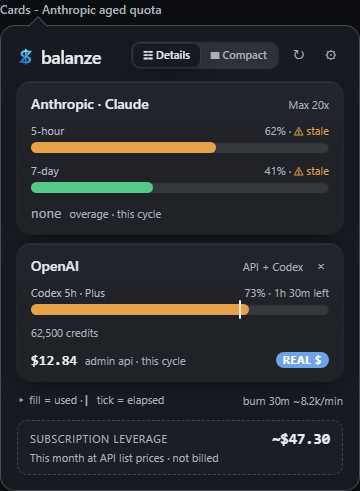 Cards - Anthropic aged quota
balanze
Details Compact
Anthropic · Claude Max 20x
5-hour 62% · ⚠ stale
7-day 41% · ⚠ stale
none overage · this cycle
OpenAI API + Codex ×
Codex 5h · Plus 73% · 1h 30m left
62,500 credits
$12.84 admin api · this cycle REAL $
▸ fill = used · | tick = elapsed burn 30m ~8.2k/min
SUBSCRIPTION LEVERAGE ~$47.30
This month at API list prices · not billed